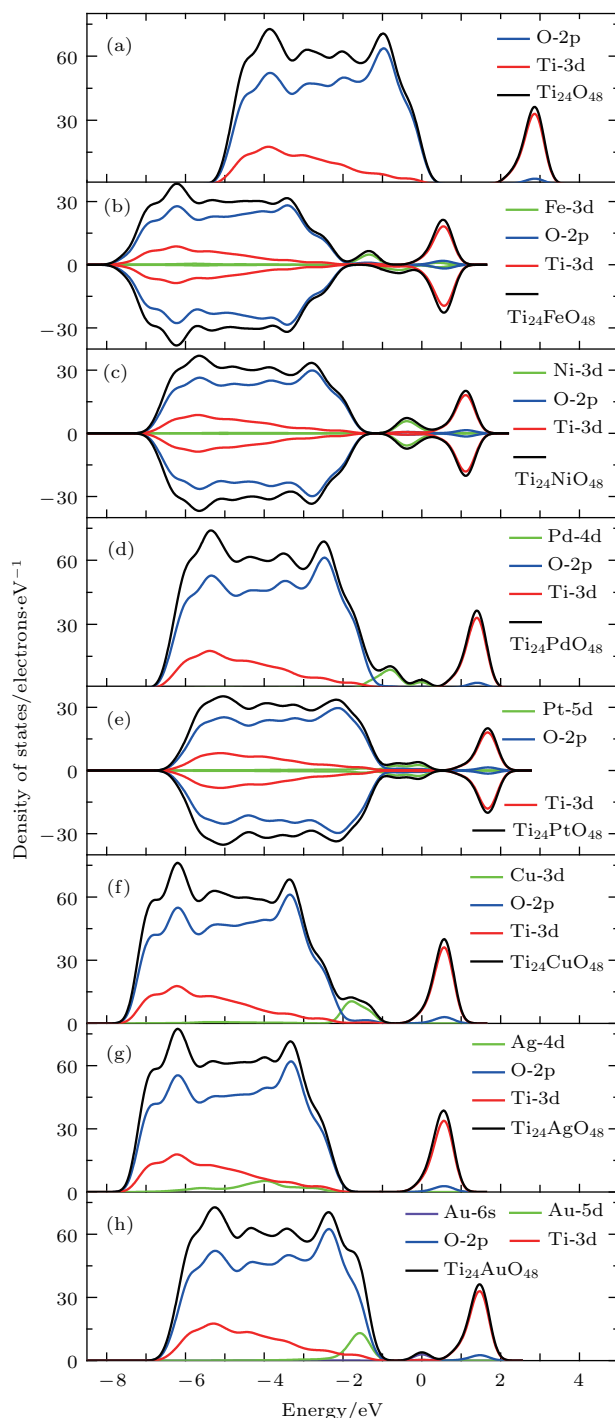 (a)
O-2p
Ti-3d
Ti₂₄O₄₈
60
30
(b)
Fe-3d
O-2p
Ti-3d
Ti₂₄FeO₄₈
30
0
−30
(c)
Ni-3d
O-2p
Ti-3d
Ti₂₄NiO₄₈
30
0
−30
(d)
Pd-4d
O-2p
Ti-3d
Ti₂₄PdO₄₈
60
30
0
(e)
Pt-5d
O-2p
Ti-3d
Ti₂₄PtO₄₈
30
0
−30
(f)
Cu-3d
O-2p
Ti-3d
Ti₂₄CuO₄₈
60
30
0
(g)
Ag-4d
O-2p
Ti-3d
Ti₂₄AgO₄₈
60
30
0
(h)
Au-6s Au-5d
O-2p Ti-3d
Ti₂₄AuO₄₈
60
30
0
−8 −6 −4 −2 0 2 4
Energy/eV
Density of states/electrons·eV⁻¹